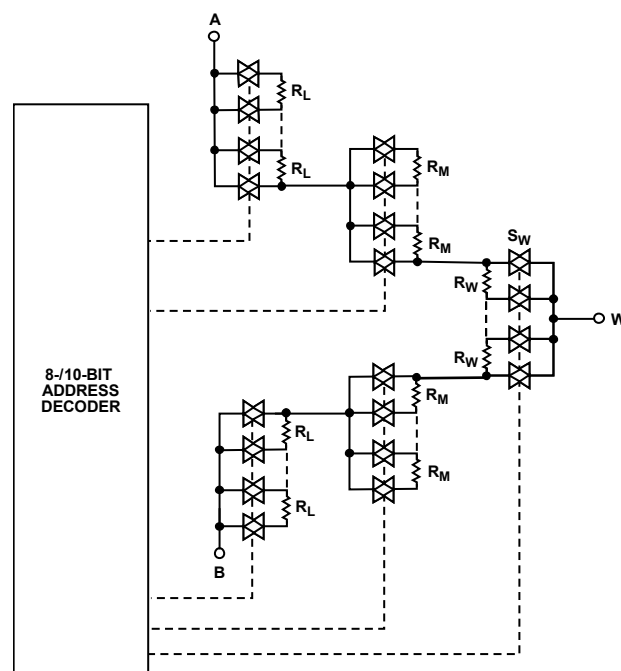 A
RL
RL
RM
RM
SW
RW
RW
W
8-/10-BIT
ADDRESS
DECODER
RL
RL
RM
RM
B